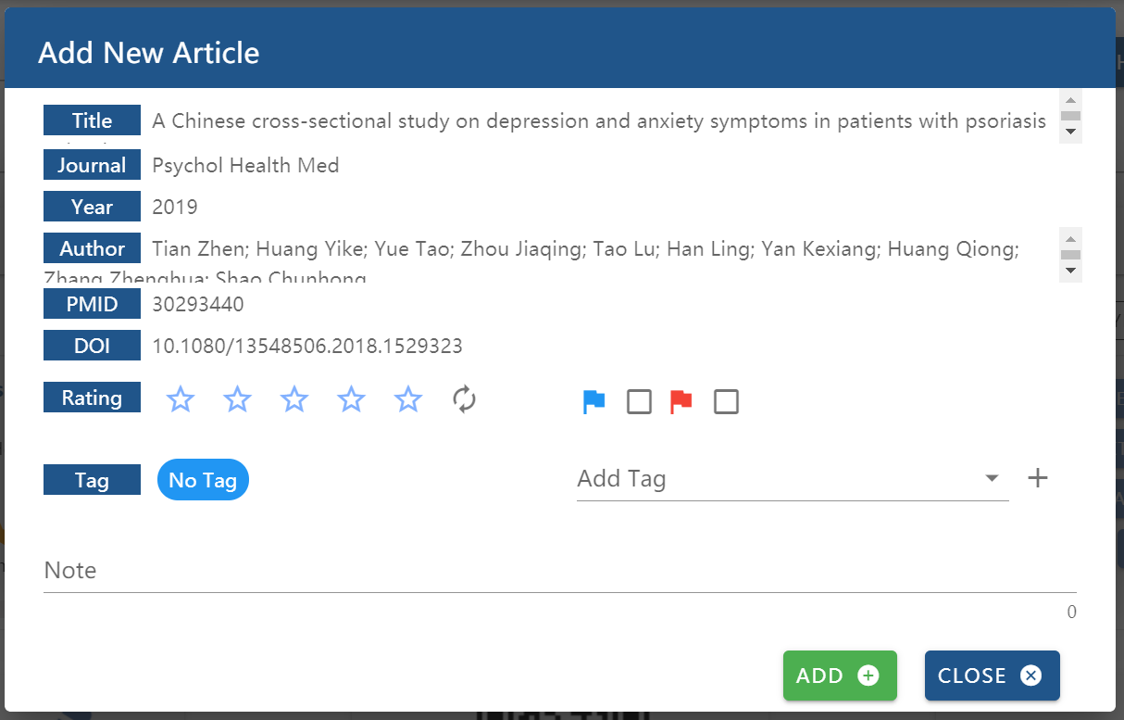 Add New Article
Title A Chinese cross-sectional study on depression and anxiety symptoms in patients with psoriasis
Journal Psychol Health Med
Year 2019
Author Tian Zhen; Huang Yike; Yue Tao; Zhou Jiaqing; Tao Lu; Han Ling; Yan Kexiang; Huang Qiong;
Zhang Zhenghua; Shao Chunhong
PMID 30293440
DOI 10.1080/13548506.2018.1529323
Rating
Tag No Tag Add Tag
Note
0
ADD CLOSE